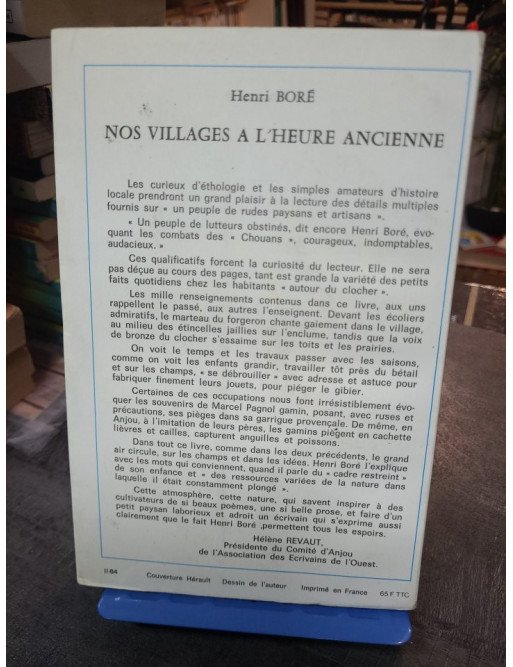 Henri BORÉ
NOS VILLAGES A L'HEURE ANCIENNE
Les curieux d'éthologie et les simples amateurs d'histoire
locale prendront un grand plaisir à la lecture des détails multiples
fournis sur « un peuple de rudes paysans et artisans ».
« Un peuple de lutteurs obstinés, dit encore Henri Boré, évo-
quant les combats des « Chouans », courageux, indomptables,
audacieux. »
Ces qualificatifs forcent la curiosité du lecteur. Elle ne sera
pas déçue au cours des pages, tant est grande la variété des petits
faits quotidiens chez les habitants « autour du clocher ».
Les mille renseignements contenus dans ce livre, aux uns
rappellent le passé, aux autres l'enseignent. Devant les écoliers
admiratifs, le marteau du forgeron chante gaiement dans le village,
au milieu des étincelles jaillies sur l'enclume, tandis que la voix
de bronze du clocher s'essaime sur les toits et les prairies.
On voit le temps et les travaux passer avec les saisons,
comme on voit les enfants grandir, travailler tôt près du bétail
et sur les champs, « se débrouiller » avec adresse et astuce pour
fabriquer finement leurs jouets, pour piéger le gibier.
Certaines de ces occupations nous font irrésistiblement évo-
quer les souvenirs de Marcel Pagnol gamin, posant, avec ruses et
précautions, ses pièges dans sa garrigue provençale. De même, en
Anjou, à l'imitation de leurs pères, les gamins piègent en cachette
lièvres et cailles, capturent anguilles et poissons.
Dans tout ce livre, comme dans les deux précédents, le grand
air circule, sur les champs et dans les idées. Henri Boré l'explique
avec les mots qui conviennent, quand il parle du « cadre restreint »
de son enfance et « des ressources variées de la nature dans
laquelle il était constamment plongé ».
Cette atmosphère, cette nature, qui savent inspirer à des
cultivateurs de si beaux poèmes, une si belle prose, et faire d'un
petit paysan laborieux et adroit un écrivain qui s'exprime aussi
clairement que le fait Henri Boré ,permettent tous les espoirs.
Hélène REVAUT.
Présidente du Comité d'Anjou
de l'Association des Ecrivains de l'Ouest.
II-84 Couverture Hérault Dessin de l'auteur Imprimé en France 65 F TTC